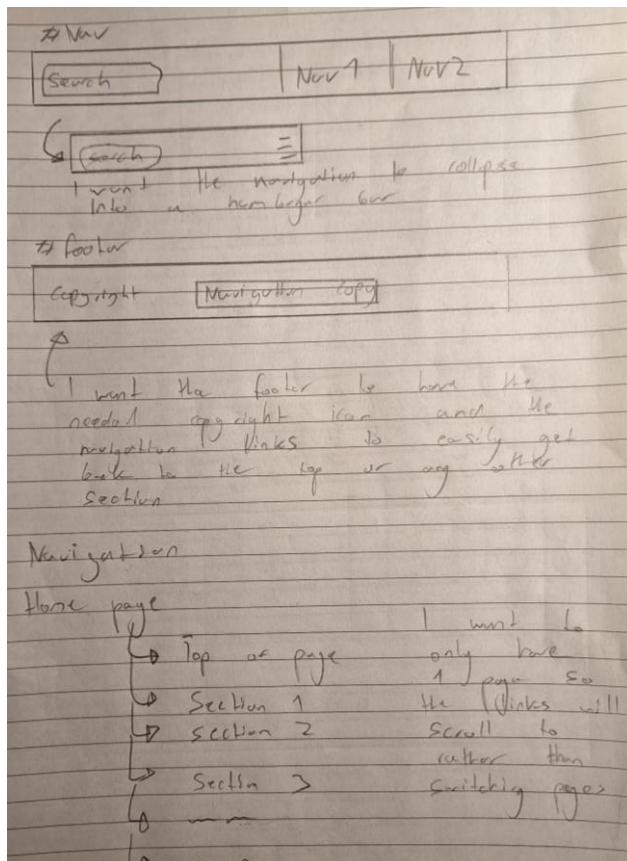 # Nav
Search Nav 1 Nav 2
Search
I want the navigation to collapse
into a hamburger bar
# footer
Copyright Navigation copy
I want the footer to have the
needed copyright icon and the
navigation links to easily get
back to the top or any other
section
Navigation
Home page
I want to
Top of page only have
1 page so
Section 1 the links will
section 2 scroll to
rather than
Section 3 switching pages